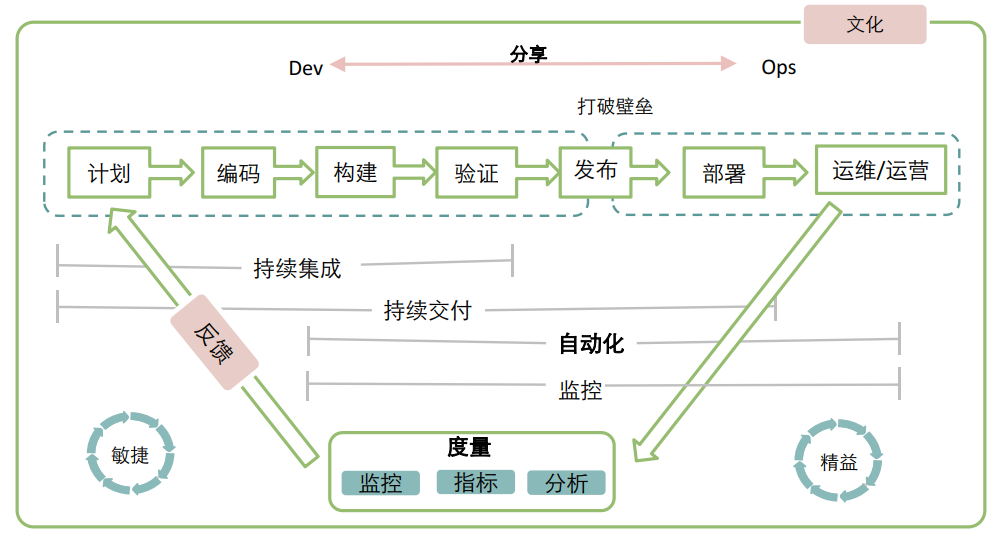 文化
分享
Dev
Ops
打破壁垒
计划
编码
构建
验证
发布
部署
运维/运营
持续集成
持续交付
反馈
自动化
监控
敏捷
度量
监控
指标
分析
精益